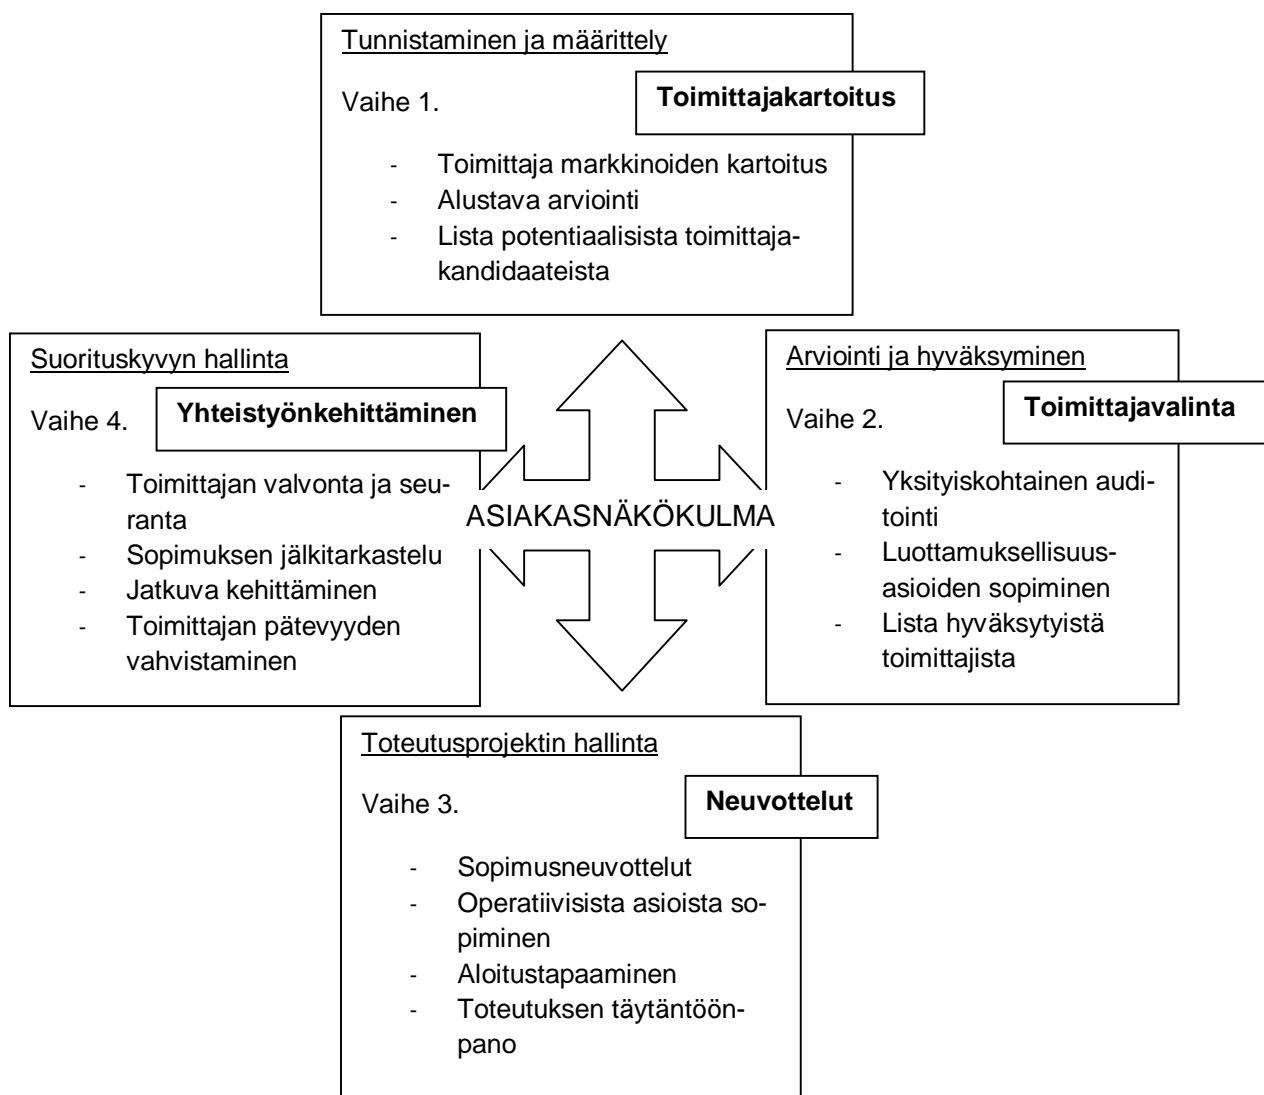 Tunnistaminen ja määrittely
Vaihe 1.
Toimittajakartoitus
- Toimittaja markkinoiden kartoitus
- Alustava arviointi
- Lista potentiaalisista toimittaja-
kandidaateista
Suorituskyvyn hallinta
Vaihe 4.
Yhteistyönkehittäminen
- Toimittajan valvonta ja seu-
ranta
- Sopimuksen jälkitarkastelu
- Jatkuva kehittäminen
- Toimittajan pätevyyden
vahvistaminen
ASIAKASNÄKÖKULMA
Arviointi ja hyväksyminen
Vaihe 2.
Toimittajavalinta
- Yksityiskohtainen audi-
tointi
- Luottamuksellisuus-
asioiden sopiminen
- Lista hyväksytyistä
toimittajista
Toteutusprojektin hallinta
Vaihe 3.
Neuvottelut
- Sopimusneuvottelut
- Operatiivisista asioista so-
piminen
- Aloitustapaaminen
- Toteutuksen täytäntöön-
pano